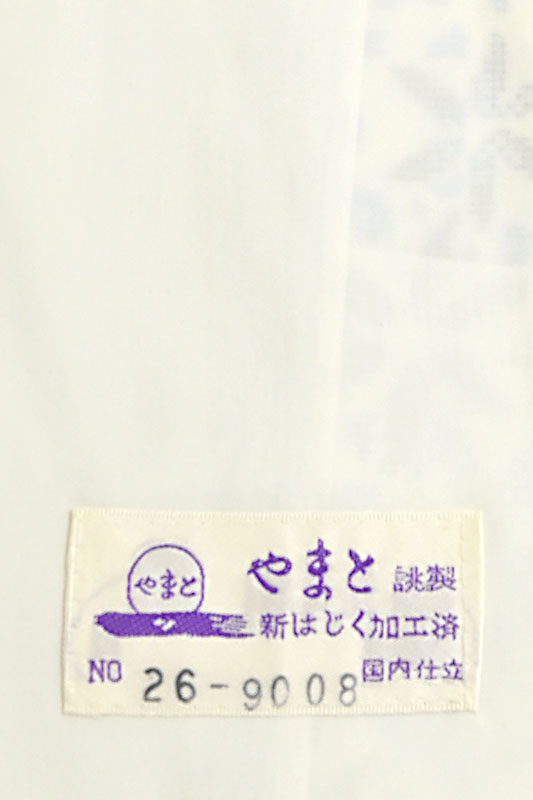 やまと
やまと 誂製
新はじく加工済
国内仕立
NO 26-9008